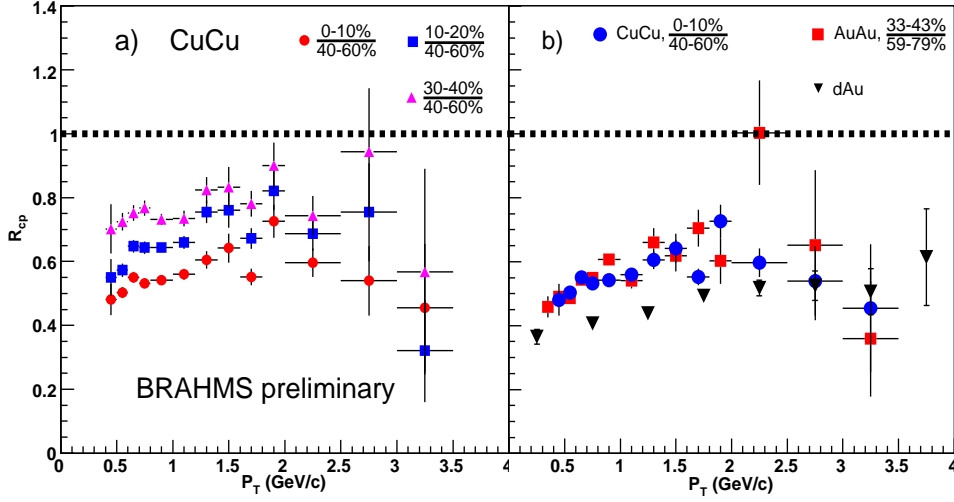 a) CuCu
0-10%
40-60%
10-20%
40-60%
30-40%
40-60%
BRAHMS preliminary
R_cp
1.4
1.2
1
0.8
0.6
0.4
0.2
0
0 0.5 1 1.5 2 2.5 3 3.5
P_T (GeV/c)
b)
CuCu, 0-10%
40-60%
AuAu, 33-43%
59-79%
dAu
0.5 1 1.5 2 2.5 3 3.5 4
P_T (GeV/c)